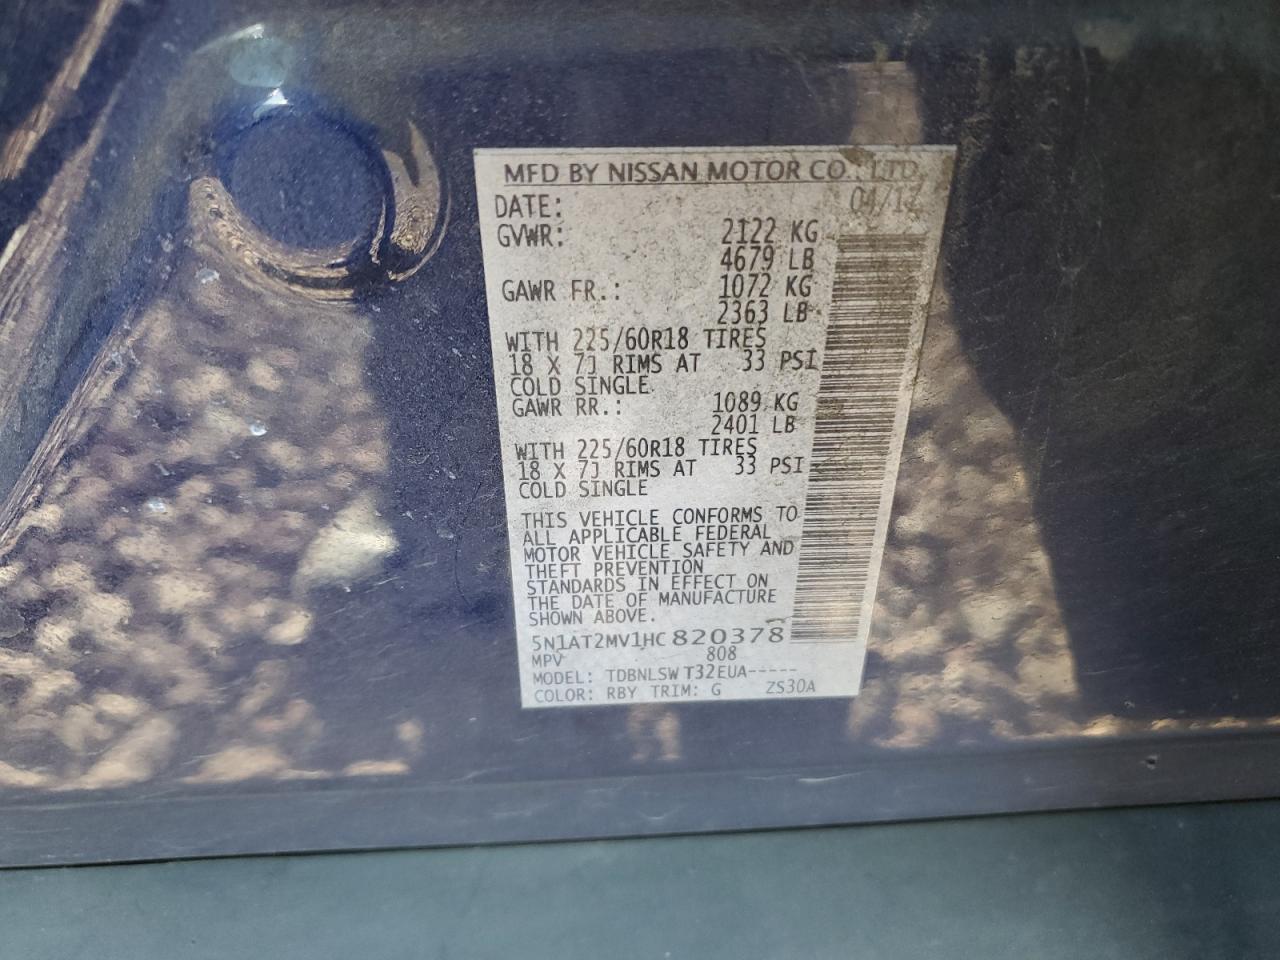 MFD BY NISSAN MOTOR CO., LTD.
DATE: 04/17
GVWR: 2122 KG
4679 LB
GAWR FR.: 1072 KG
2363 LB
WITH 225/60R18 TIRES
18 X 7J RIMS AT 33 PSI
COLD SINGLE
GAWR RR.: 1089 KG
2401 LB
WITH 225/60R18 TIRES
18 X 7J RIMS AT 33 PSI
COLD SINGLE
THIS VEHICLE CONFORMS TO
ALL APPLICABLE FEDERAL
MOTOR VEHICLE SAFETY AND
THEFT PREVENTION
STANDARDS IN EFFECT ON
THE DATE OF MANUFACTURE
SHOWN ABOVE.
5N1AT2MV1HC820378
MPV 808
MODEL: TDBNLSW T32EUA-----
COLOR: RBY TRIM: G ZS30A